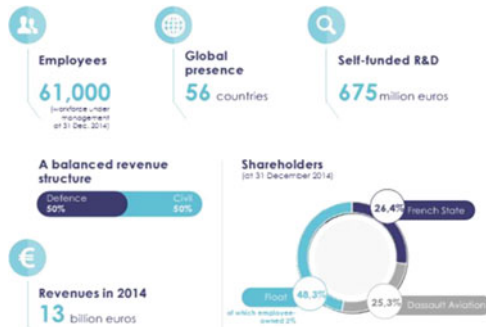 Employees
61,000
(workforce under
management
at 31 Dec. 2014)
Global
presence
56 countries
Self-funded R&D
675 million euros
A balanced revenue
structure
Defence
50%
Civil
50%
€
Revenues in 2014
13 billion euros
Shareholders
(at 31 December 2014)
26,4% French State
Float 48,3%
of which employee-
owned 2%
25,3% Dassault Aviation